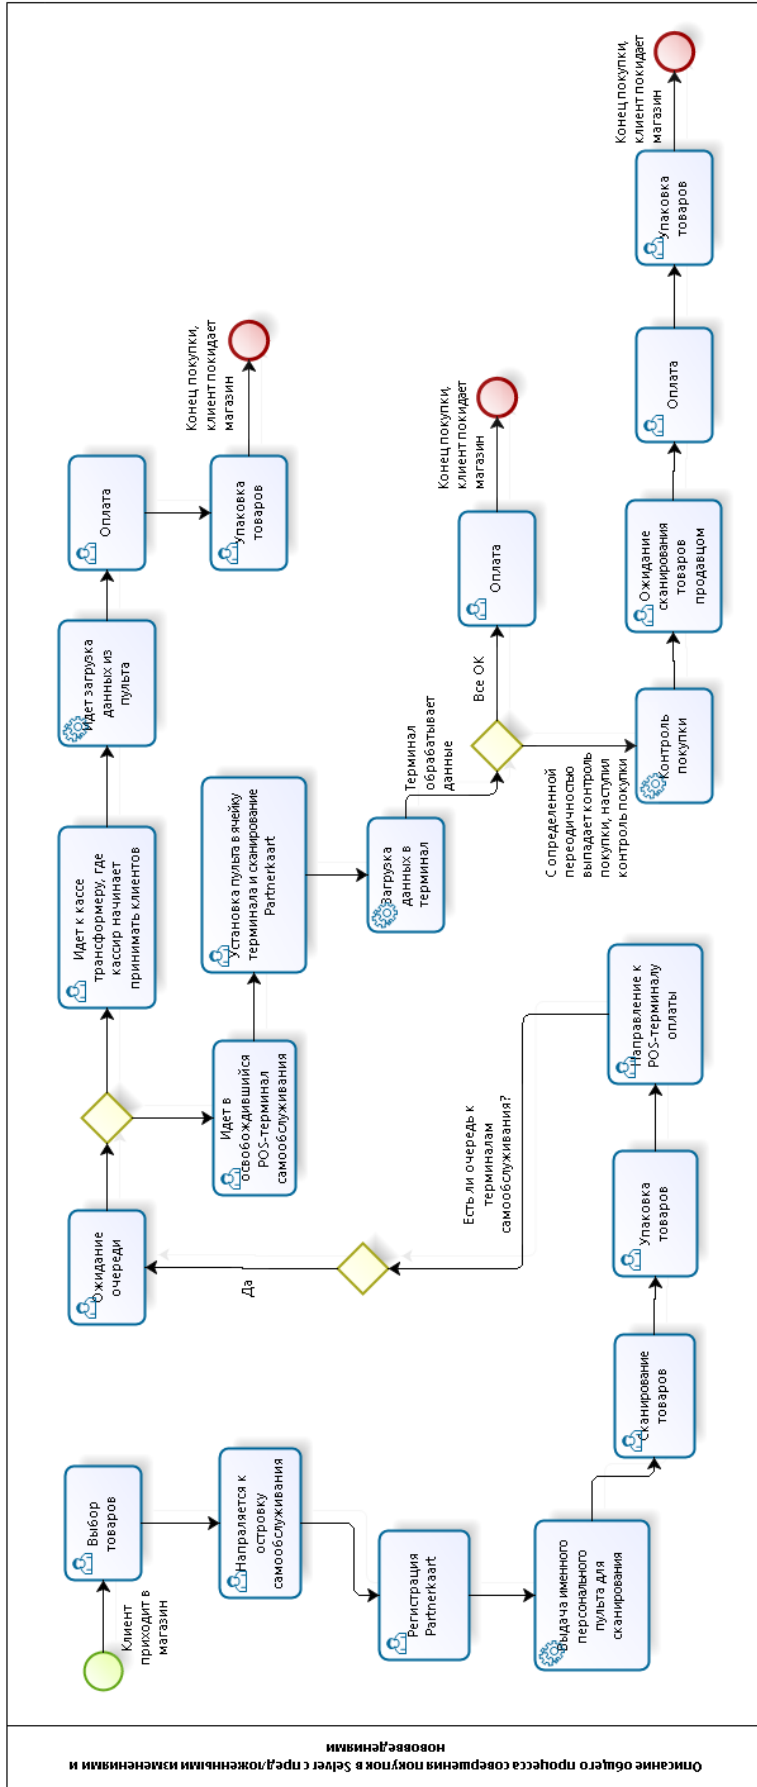 Описание общего процесса совершения покупок в Selver с предложенными изменениями и
нововведениями
Клиент
приходит в
магазин
Выбор
товаров
Напраляется к
островку
самообслуживания
Регистрация
Partnerkaart
Выдача именного
персонального
пульта для
сканирования
Сканирование
товаров
Упаковка
товаров
Направление к
POS-терминалу
оплаты
Есть ли очередь к
терминалам
самообслуживания?
Да
Ожидание
очереди
Идет к кассе
трансформеру, где
кассир начинает
принимать клиентов
Идет загрузка
данных из
пульта
Оплата
Упаковка
товаров
Конец покупки,
клиент покидает
магазин
Идет в
освобождившийся
POS-терминал
самообслуживания
Установка пульта в ячейку
терминала и сканирование
Partnerkaart
Загрузка
данных в
терминал
Терминал
обрабатывает
данные
Все ОК
Оплата
Конец покупки,
клиент покидает
магазин
С определенной
переодичностью
выпадает контроль
покупки, наступил
контроль покупки
Контроль
покупки
Ожидание
сканирования
товаров
продавцом
Оплата
Упаковка
товаров
Конец покупки,
клиент покидает
магазин